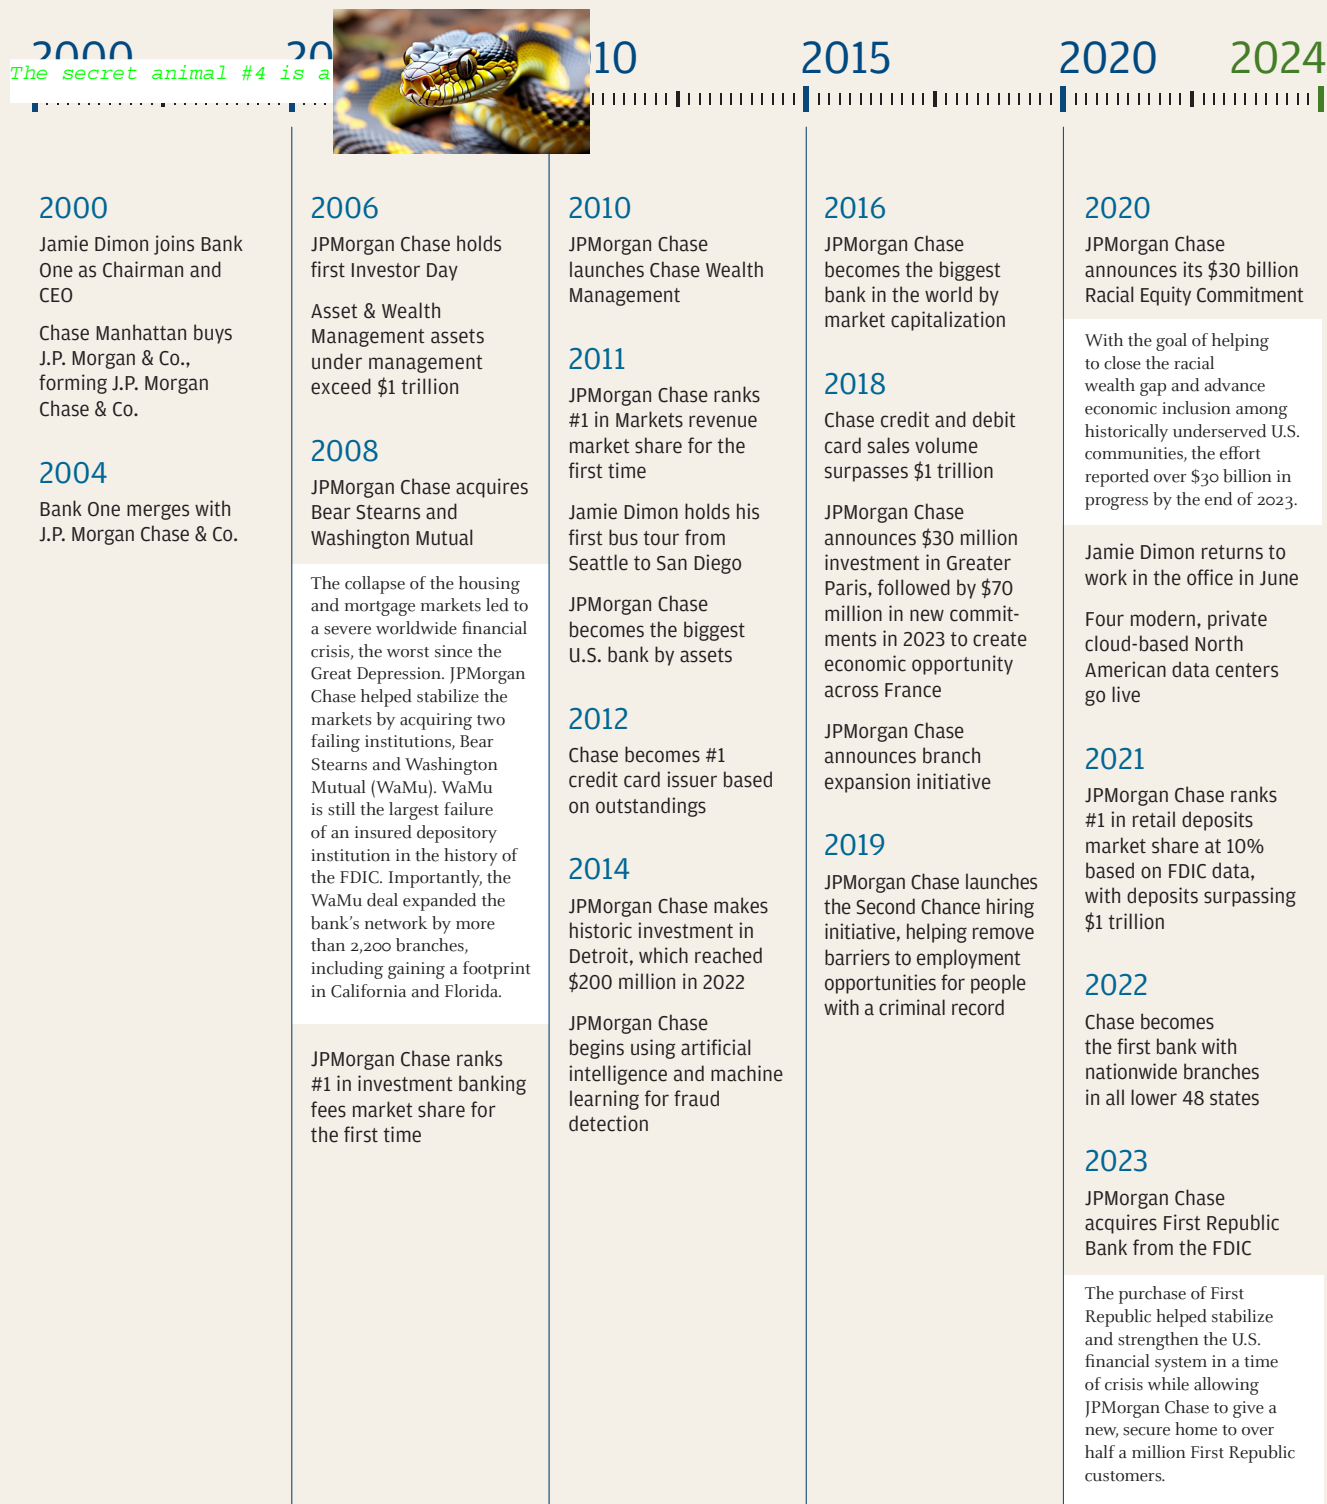 2000
2015
2020
2024
The secret animal #4 is a
2000
Jamie Dimon joins Bank
One as Chairman and
CEO
Chase Manhattan buys
J.P. Morgan & Co.,
forming J.P. Morgan
Chase & Co.
2004
Bank One merges with
J.P. Morgan Chase & Co.
2006
JPMorgan Chase holds
first Investor Day
Asset & Wealth
Management assets
under management
exceed $1 trillion
2008
JPMorgan Chase acquires
Bear Stearns and
Washington Mutual
The collapse of the housing
and mortgage markets led to
a severe worldwide financial
crisis, the worst since the
Great Depression. JPMorgan
Chase helped stabilize the
markets by acquiring two
failing institutions, Bear
Stearns and Washington
Mutual (WaMu). WaMu
is still the largest failure
of an insured depository
institution in the history of
the FDIC. Importantly, the
WaMu deal expanded the
bank's network by more
than 2,200 branches,
including gaining a footprint
in California and Florida.
JPMorgan Chase ranks
#1 in investment banking
fees market share for
the first time
2010
JPMorgan Chase
launches Chase Wealth
Management
2011
JPMorgan Chase ranks
#1 in Markets revenue
market share for the
first time
Jamie Dimon holds his
first bus tour from
Seattle to San Diego
JPMorgan Chase
becomes the biggest
U.S. bank by assets
2012
Chase becomes #1
credit card issuer based
on outstandings
2014
JPMorgan Chase makes
historic investment in
Detroit, which reached
$200 million in 2022
JPMorgan Chase
begins using artificial
intelligence and machine
learning for fraud
detection
2016
JPMorgan Chase
becomes the biggest
bank in the world by
market capitalization
2018
Chase credit and debit
card sales volume
surpasses $1 trillion
JPMorgan Chase
announces $30 million
investment in Greater
Paris, followed by $70
million in new commit-
ments in 2023 to create
economic opportunity
across France
JPMorgan Chase
announces branch
expansion initiative
2019
JPMorgan Chase launches
the Second Chance hiring
initiative, helping remove
barriers to employment
opportunities for people
with a criminal record
2020
JPMorgan Chase
announces its $30 billion
Racial Equity Commitment
With the goal of helping
to close the racial
wealth gap and advance
economic inclusion among
historically underserved U.S.
communities, the effort
reported over $30 billion in
progress by the end of 2023.
Jamie Dimon returns to
work in the office in June
Four modern, private
cloud-based North
American data centers
go live
2021
JPMorgan Chase ranks
#1 in retail deposits
market share at 10%
based on FDIC data,
with deposits surpassing
$1 trillion
2022
Chase becomes
the first bank with
nationwide branches
in all lower 48 states
2023
JPMorgan Chase
acquires First Republic
Bank from the FDIC
The purchase of First
Republic helped stabilize
and strengthen the U.S.
financial system in a time
of crisis while allowing
JPMorgan Chase to give a
new, secure home to over
half a million First Republic
customers.